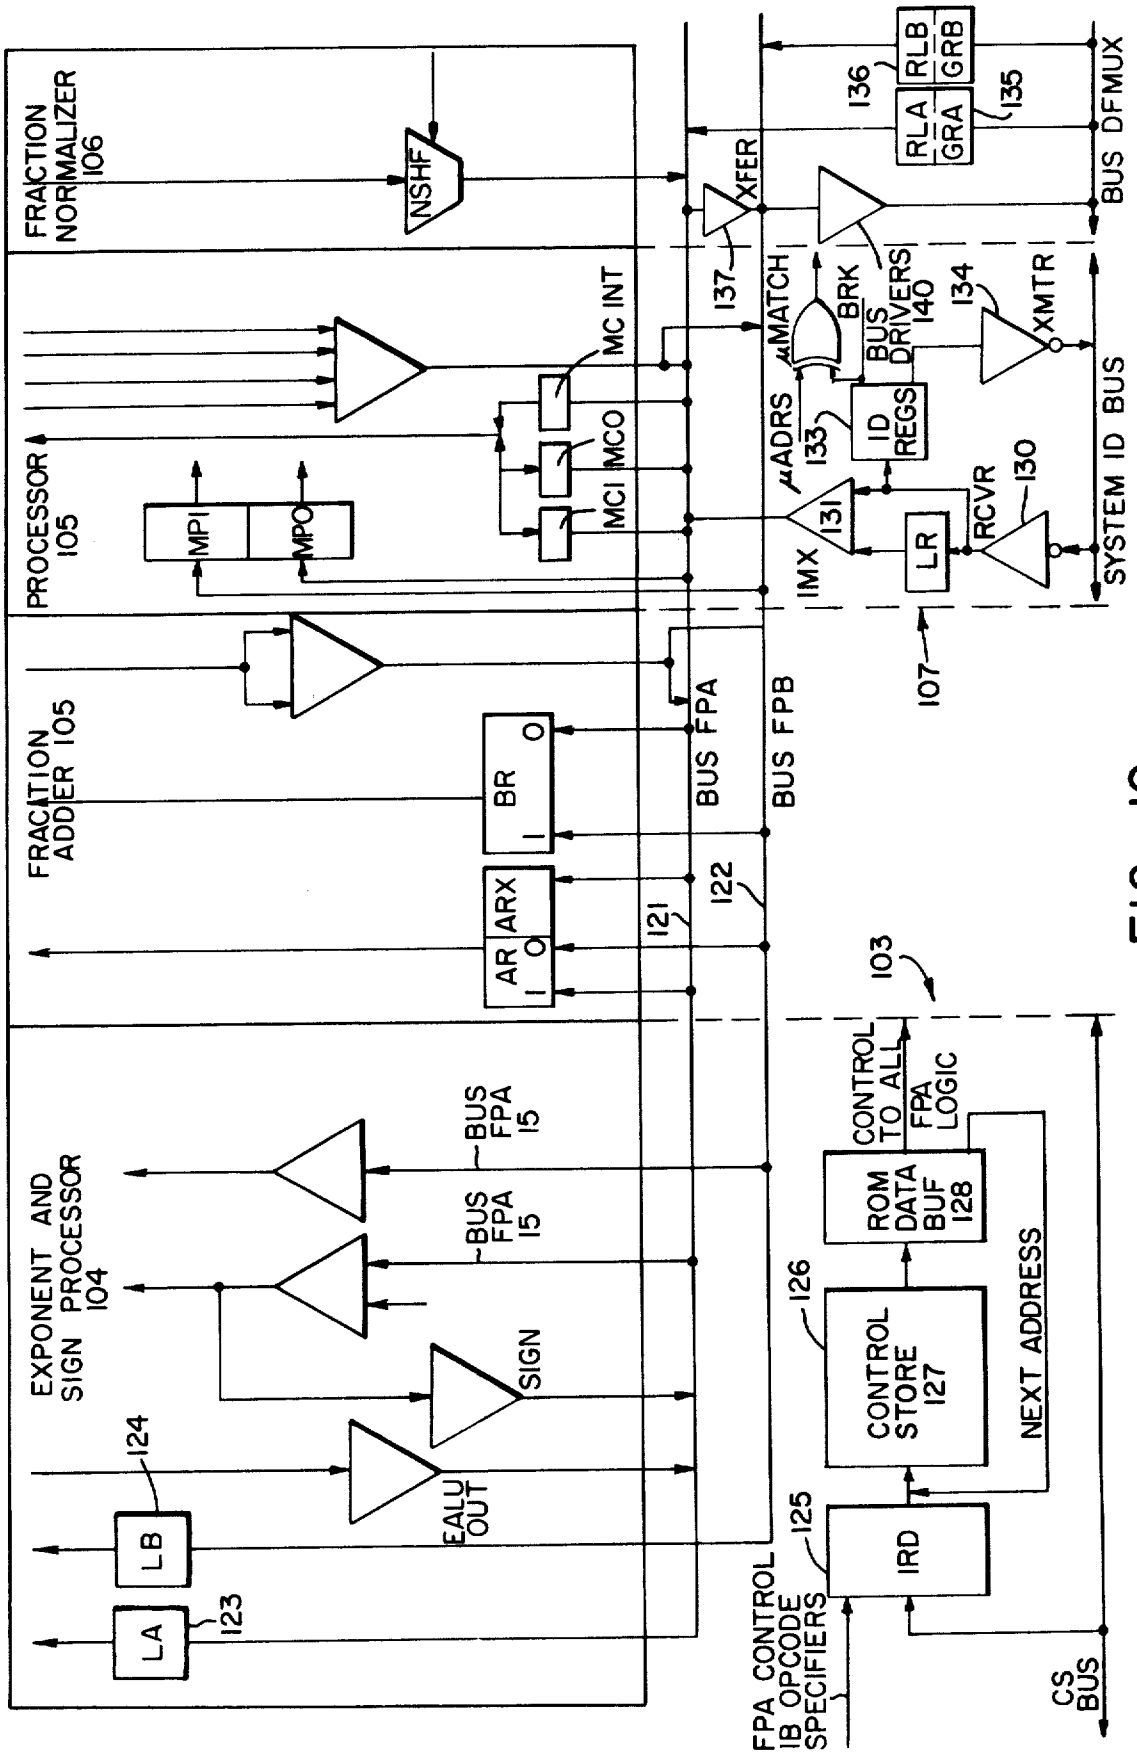 EXPONENT AND
SIGN PROCESSOR
104
LA
123
LB
124
EALU
OUT
SIGN
BUS
FPA
15
BUS
FPA
15
FRACTION
ADDER 105
AR
ARX
1
0
BR
1
0
PROCESSOR
105
MPI
MPO
MCI
MCO
MC INT
FRACTION
NORMALIZER
106
NSHF
121
122
BUS FPA
BUS FPB
137
XFER
FPA CONTROL
IB OPCODE
SPECIFIERS
125
IRD
126
CONTROL
STORE
127
ROM
DATA
BUF
128
CONTROL
TO ALL
FPA
LOGIC
NEXT ADDRESS
103
CS
BUS
107
IMX
131
LR
RCVR
130
μADRS
133
ID
REGS
μMATCH
BRK
BUS
DRIVERS
140
134
XMTR
SYSTEM ID BUS
RLA
GRA
135
136
RLB
GRB
BUS DFMUX